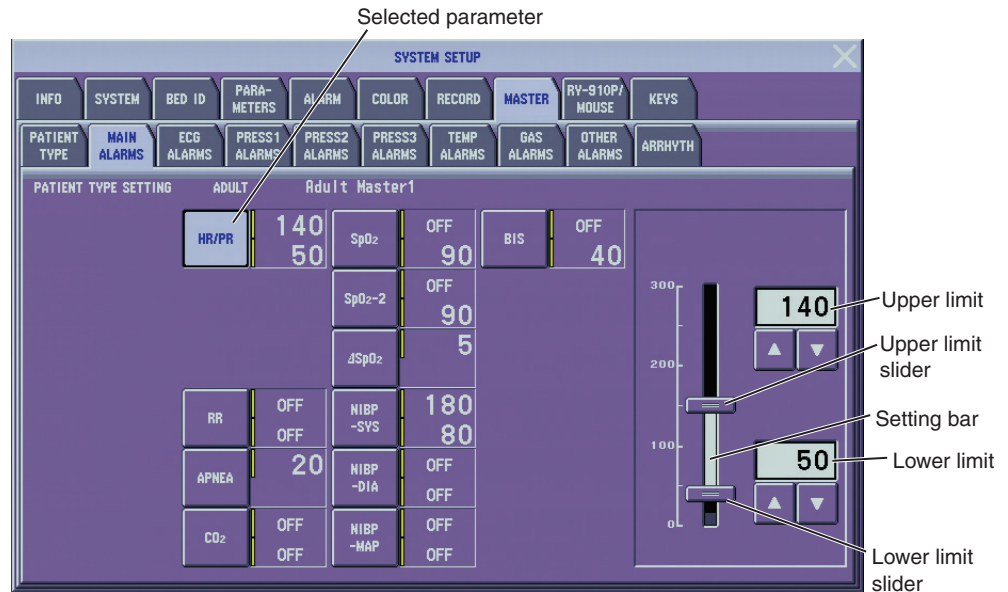 Selected parameter
SYSTEM SETUP
INFO
SYSTEM
BED ID
PARA-
METERS
ALARM
COLOR
RECORD
MASTER
RY-910P/
MOUSE
KEYS
PATIENT
TYPE
MAIN
ALARMS
ECG
ALARMS
PRESS1
ALARMS
PRESS2
ALARMS
PRESS3
ALARMS
TEMP
ALARMS
GAS
ALARMS
OTHER
ALARMS
ARRHYTH
PATIENT TYPE SETTING ADULT Adult Master1
HR/PR
140
50
SpO₂
OFF
90
BIS
OFF
40
SpO₂-2
OFF
90
ΔSpO₂
5
RR
OFF
OFF
NIBP
-SYS
180
80
APNEA
20
NIBP
-DIA
OFF
OFF
CO₂
OFF
OFF
NIBP
-MAP
OFF
OFF
300
200
100
0
140
50
Upper limit
Upper limit
slider
Setting bar
Lower limit
Lower limit
slider